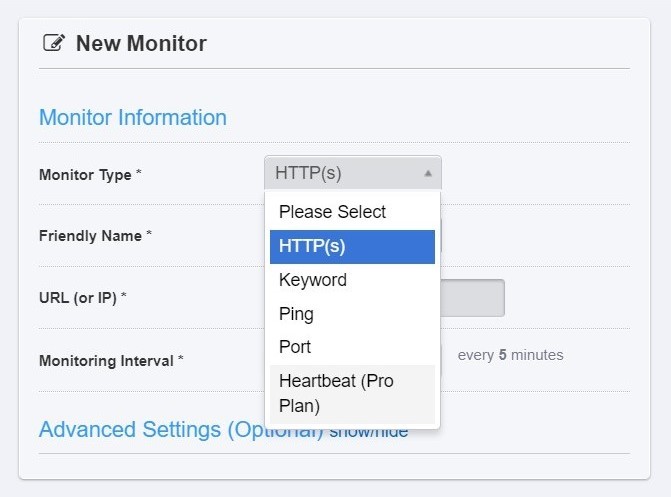 New Monitor
Monitor Information
Monitor Type * HTTP(s)
Please Select
Friendly Name * HTTP(s)
Keyword
URL (or IP) *
Ping
Port
Monitoring Interval * every 5 minutes
Heartbeat (Pro
Plan)
Advanced Settings (Optional) show/hide